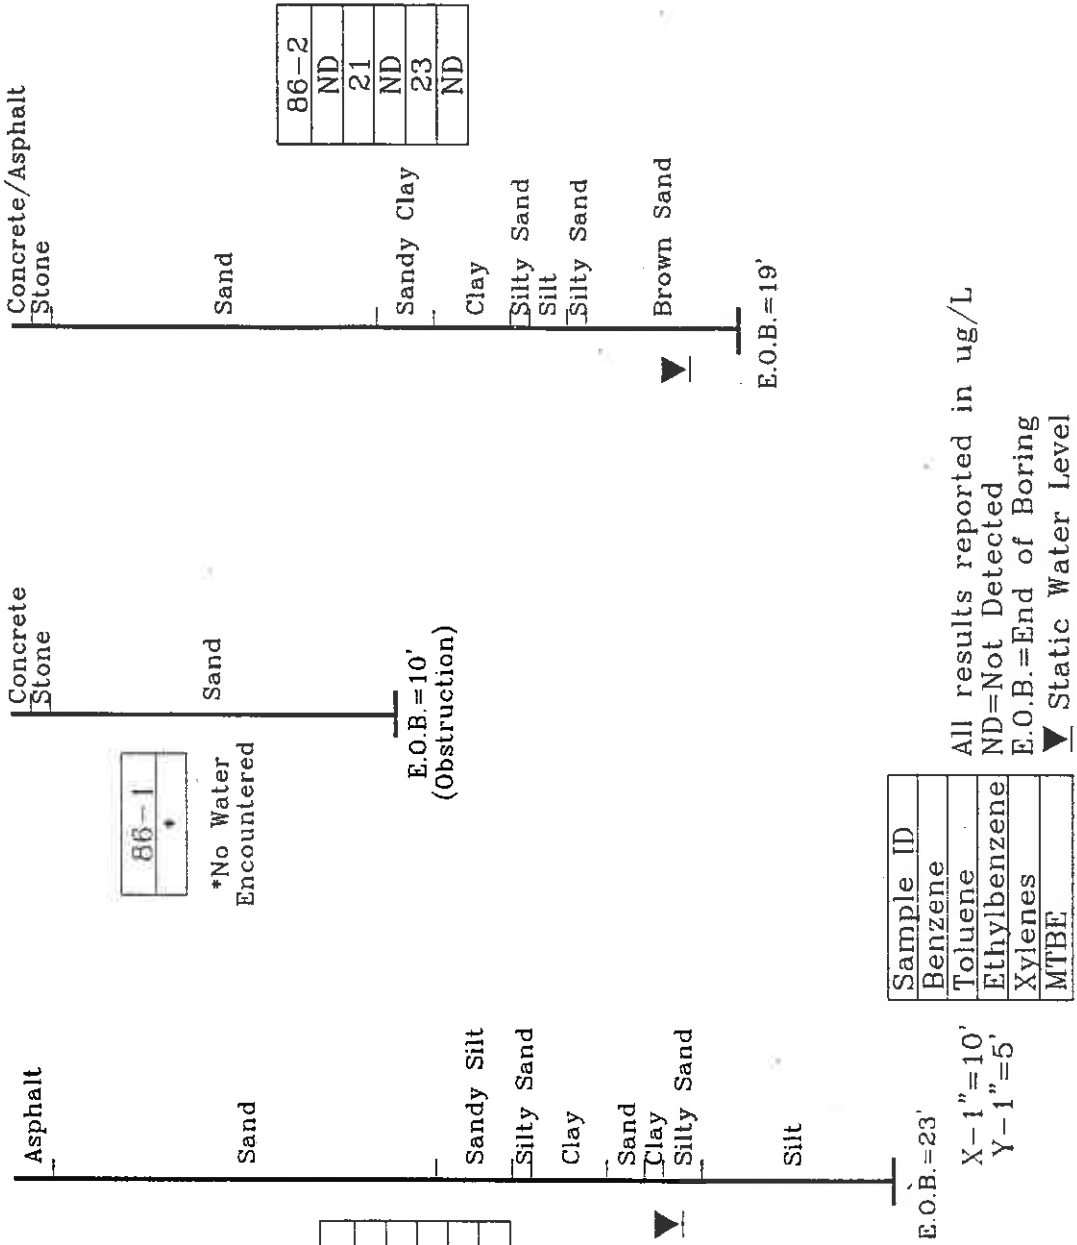 Asphalt
Sand
Sandy Silt
Silty Sand
Clay
Sand
Clay
Silty Sand
Silt
E.O.B.=23'
X-1"=10'
Y-1"=5'
86-1
*
*No Water
Encountered
Concrete
Stone
Sand
E.O.B.=10'
(Obstruction)
Sample ID
Benzene
Toluene
Ethylbenzene
Xylenes
MTBE
All results reported in ug/L
ND=Not Detected
E.O.B.=End of Boring
Static Water Level
Concrete/Asphalt
Stone
Sand
Sandy Clay
Clay
Silty Sand
Silt
Silty Sand
Brown Sand
E.O.B.=19'
86-2
ND
21
ND
23
ND